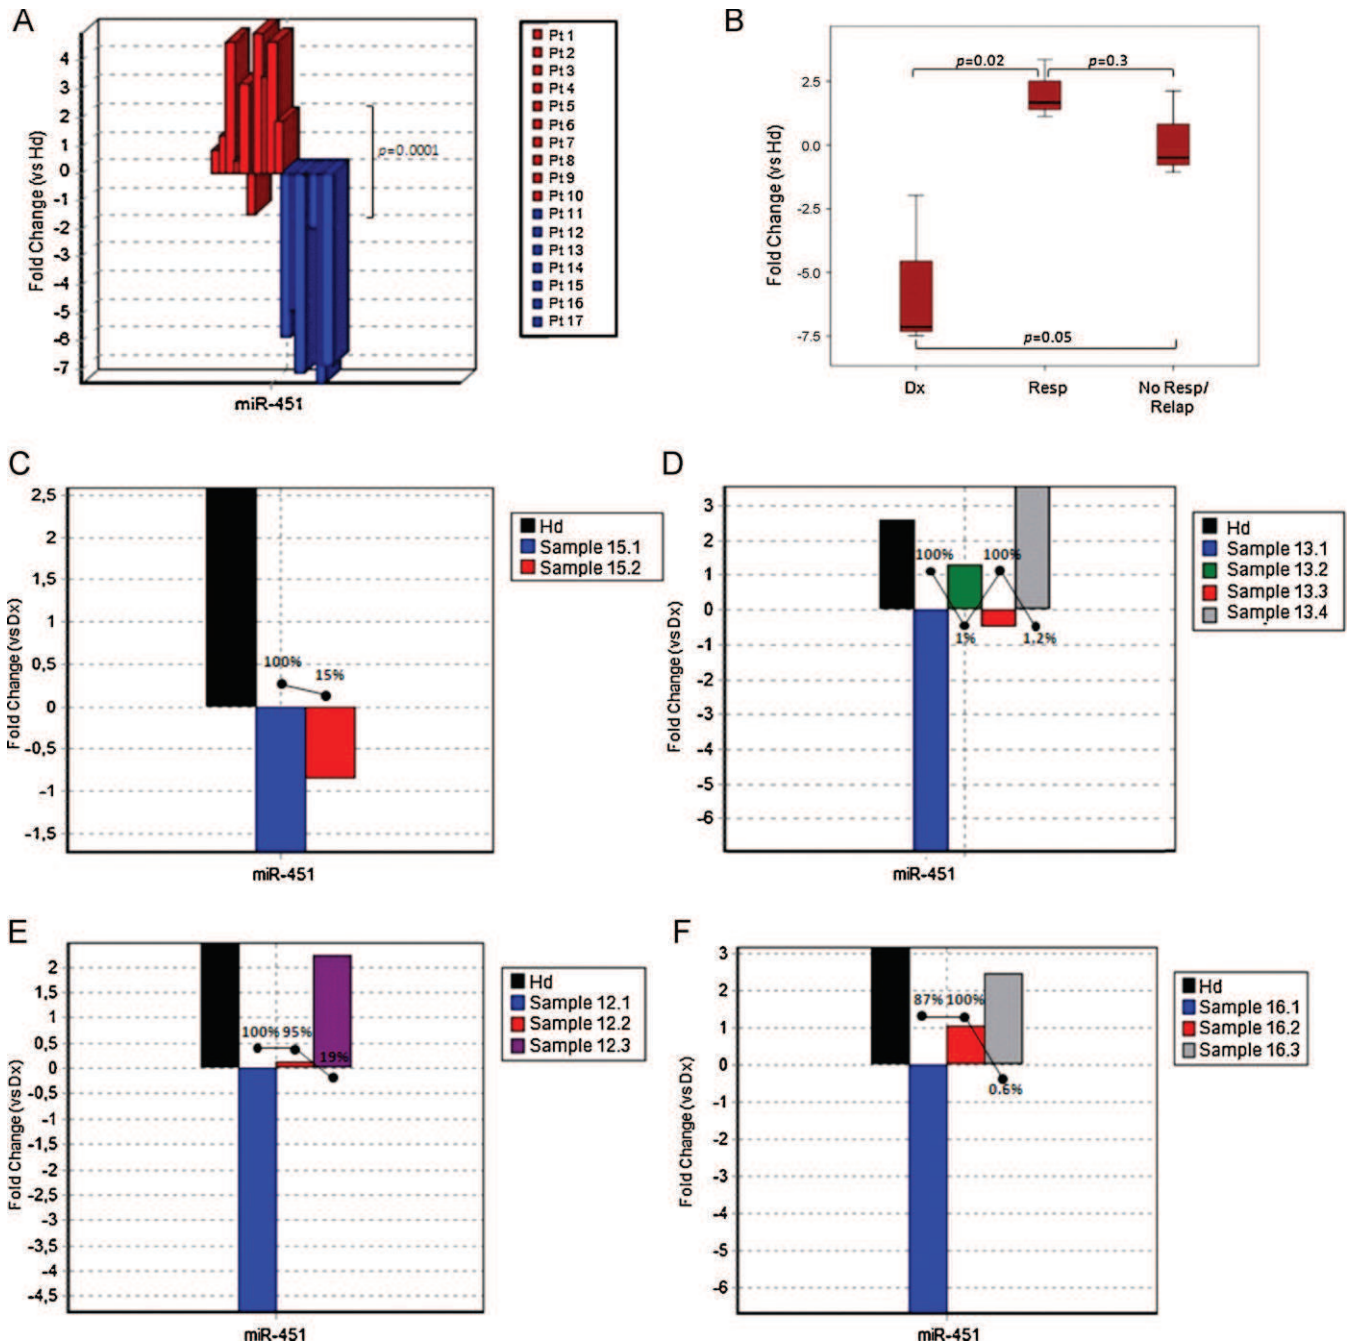 A
Fold Change (vs Hd)
4
3
2
1
0
-1
-2
-3
-4
-5
-6
-7
p=0.0001
miR-451
Pt 1
Pt 2
Pt 3
Pt 4
Pt 5
Pt 6
Pt 7
Pt 8
Pt 9
Pt 10
Pt 11
Pt 12
Pt 13
Pt 14
Pt 15
Pt 16
Pt 17
B
Fold Change (vs Hd)
2.5
0.0
-2.5
-5.0
-7.5
p=0.02
p=0.3
p=0.05
Dx
Resp
No Resp/
Relap
C
Fold Change (vs Dx)
2,5
2
1,5
1
0,5
0
-0,5
-1
-1,5
100%
15%
miR-451
Hd
Sample 15.1
Sample 15.2
D
Fold Change (vs Dx)
3
2
1
0
-1
-2
-3
-4
-5
-6
100%
100%
1%
1.2%
miR-451
Hd
Sample 13.1
Sample 13.2
Sample 13.3
Sample 13.4
E
Fold Change (vs Dx)
2
1,5
1
0,5
0
-0,5
-1
-1,5
-2
-2,5
-3
-3,5
-4
-4,5
100%
95%
19%
miR-451
Hd
Sample 12.1
Sample 12.2
Sample 12.3
F
Fold Change (vs Dx)
3
2
1
0
-1
-2
-3
-4
-5
-6
87%
100%
0.6%
miR-451
Hd
Sample 16.1
Sample 16.2
Sample 16.3